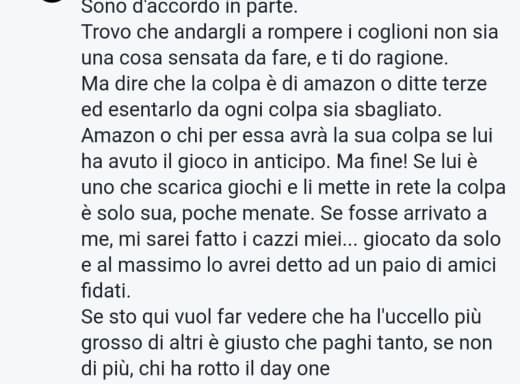 Sono d'accordo in parte.
Trovo che andargli a rompere i coglioni non sia
una cosa sensata da fare, e ti do ragione.
Ma dire che la colpa è di amazon o ditte terze
ed esentarlo da ogni colpa sia sbagliato.
Amazon o chi per essa avrà la sua colpa se lui
ha avuto il gioco in anticipo. Ma fine! Se lui è
uno che scarica giochi e li mette in rete la colpa
è solo sua, poche menate. Se fosse arrivato a
me, mi sarei fatto i cazzi miei... giocato da solo
e al massimo lo avrei detto ad un paio di amici
fidati.
Se sto qui vuol far vedere che ha l'uccello più
grosso di altri è giusto che paghi tanto, se non
di più, chi ha rotto il day one